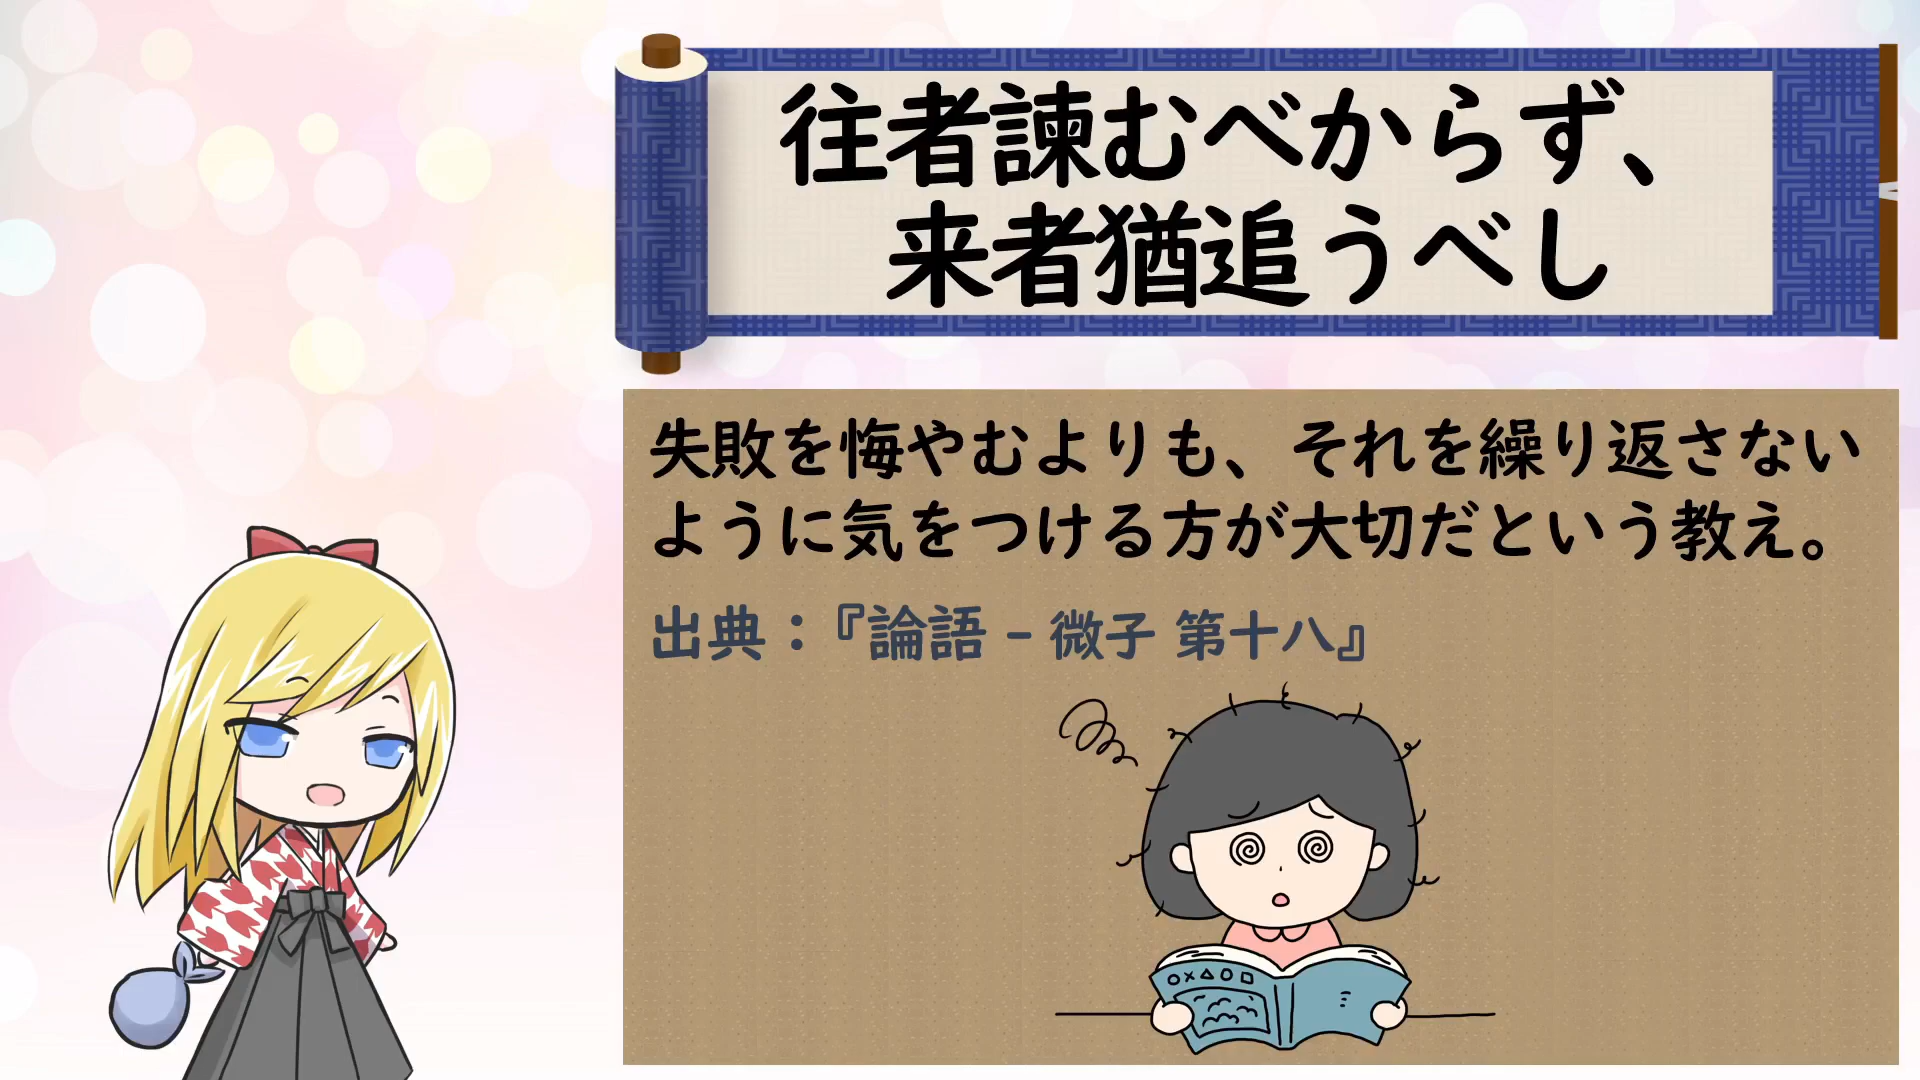 往者諫むべからず、
来者猶追うべし
失敗を悔やむよりも、それを繰り返さない
ように気をつける方が大切だという教え。
出典：『論語 – 微子 第十八』